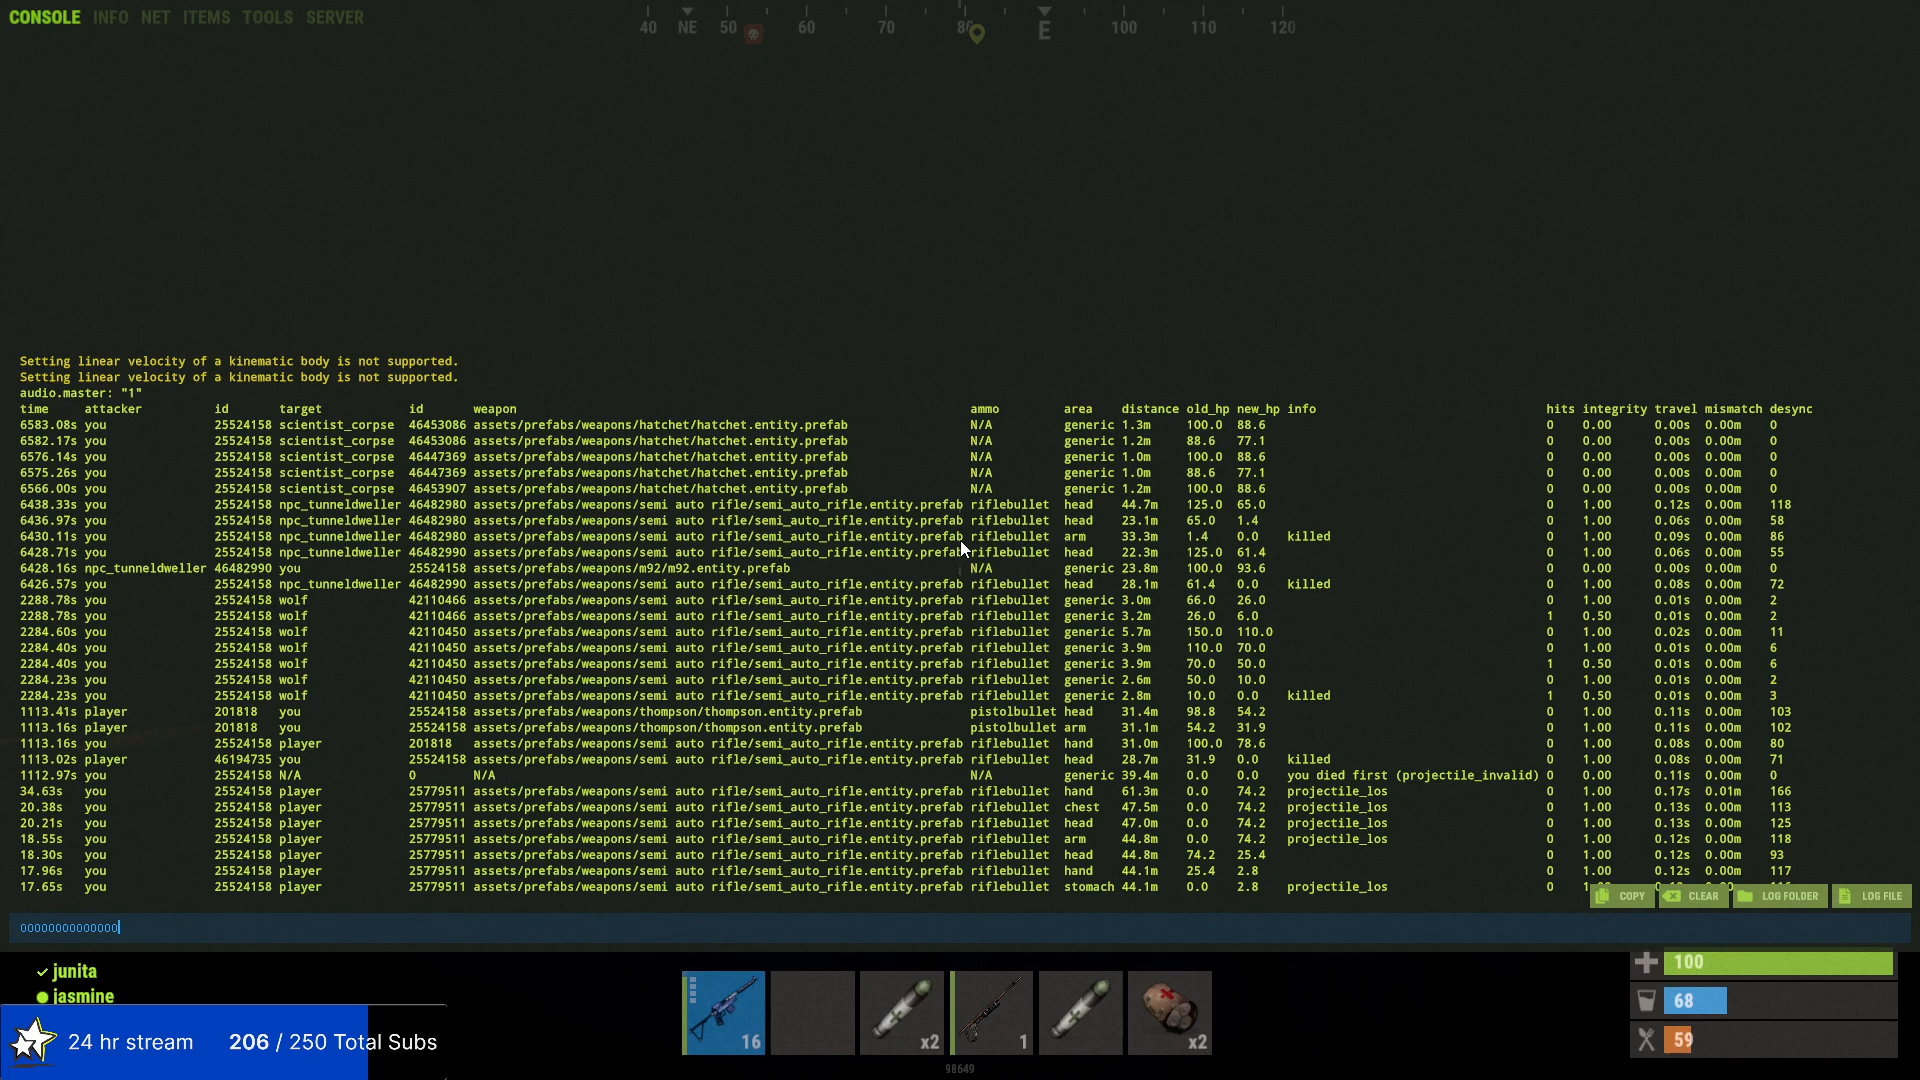 CONSOLE INFO NET ITEMS TOOLS SERVER
40 NE 50 60 70 80 E 100 110 120
Setting linear velocity of a kinematic body is not supported.
Setting linear velocity of a kinematic body is not supported.
audio.master: "1"
time attacker id target id weapon ammo area distance old_hp new_hp info hits integrity travel mismatch desync
6583.08s you 25524158 scientist_corpse 46453086 assets/prefabs/weapons/hatchet/hatchet.entity.prefab N/A generic 1.3m 100.0 88.6 0 0.00 0.00s 0.00m 0
6582.17s you 25524158 scientist_corpse 46453086 assets/prefabs/weapons/hatchet/hatchet.entity.prefab N/A generic 1.2m 88.6 77.1 0 0.00 0.00s 0.00m 0
6576.14s you 25524158 scientist_corpse 46447369 assets/prefabs/weapons/hatchet/hatchet.entity.prefab N/A generic 1.0m 100.0 88.6 0 0.00 0.00s 0.00m 0
6575.26s you 25524158 scientist_corpse 46447369 assets/prefabs/weapons/hatchet/hatchet.entity.prefab N/A generic 1.0m 88.6 77.1 0 0.00 0.00s 0.00m 0
6566.00s you 25524158 scientist_corpse 46453907 assets/prefabs/weapons/hatchet/hatchet.entity.prefab N/A generic 1.2m 100.0 88.6 0 0.00 0.00s 0.00m 0
6438.33s you 25524158 npc_tunneldweller 46482980 assets/prefabs/weapons/semi auto rifle/semi_auto_rifle.entity.prefab riflebullet head 44.7m 125.0 65.0 0 1.00 0.12s 0.00m 118
6436.97s you 25524158 npc_tunneldweller 46482980 assets/prefabs/weapons/semi auto rifle/semi_auto_rifle.entity.prefab riflebullet head 23.1m 65.0 1.4 0 1.00 0.06s 0.00m 58
6430.11s you 25524158 npc_tunneldweller 46482980 assets/prefabs/weapons/semi auto rifle/semi_auto_rifle.entity.prefab riflebullet arm 33.3m 1.4 0.0 killed 0 1.00 0.09s 0.00m 86
6428.71s you 25524158 npc_tunneldweller 46482990 assets/prefabs/weapons/semi auto rifle/semi_auto_rifle.entity.prefab riflebullet head 22.3m 125.0 61.4 0 1.00 0.06s 0.00m 55
6428.16s npc_tunneldweller 46482990 you 25524158 assets/prefabs/weapons/m92/m92.entity.prefab N/A generic 23.8m 100.0 93.6 0 0.00 0.00s 0.00m 0
6426.57s you 25524158 npc_tunneldweller 46482990 assets/prefabs/weapons/semi auto rifle/semi_auto_rifle.entity.prefab riflebullet head 28.1m 61.4 0.0 killed 0 1.00 0.08s 0.00m 72
2288.78s you 25524158 wolf 42110466 assets/prefabs/weapons/semi auto rifle/semi_auto_rifle.entity.prefab riflebullet generic 3.0m 66.0 26.0 0 1.00 0.01s 0.00m 2
2288.78s you 25524158 wolf 42110466 assets/prefabs/weapons/semi auto rifle/semi_auto_rifle.entity.prefab riflebullet generic 3.2m 26.0 6.0 1 0.50 0.01s 0.00m 2
2284.60s you 25524158 wolf 42110450 assets/prefabs/weapons/semi auto rifle/semi_auto_rifle.entity.prefab riflebullet generic 5.7m 150.0 110.0 0 1.00 0.02s 0.00m 11
2284.40s you 25524158 wolf 42110450 assets/prefabs/weapons/semi auto rifle/semi_auto_rifle.entity.prefab riflebullet generic 3.9m 110.0 70.0 0 1.00 0.01s 0.00m 6
2284.40s you 25524158 wolf 42110450 assets/prefabs/weapons/semi auto rifle/semi_auto_rifle.entity.prefab riflebullet generic 3.9m 70.0 50.0 1 0.50 0.01s 0.00m 6
2284.23s you 25524158 wolf 42110450 assets/prefabs/weapons/semi auto rifle/semi_auto_rifle.entity.prefab riflebullet generic 2.6m 50.0 10.0 0 1.00 0.01s 0.00m 2
2284.23s you 25524158 wolf 42110450 assets/prefabs/weapons/semi auto rifle/semi_auto_rifle.entity.prefab riflebullet generic 2.8m 10.0 0.0 killed 1 0.50 0.01s 0.00m 3
1113.41s player 201818 you 25524158 assets/prefabs/weapons/thompson/thompson.entity.prefab pistolbullet head 31.4m 98.8 54.2 0 1.00 0.11s 0.00m 103
1113.16s player 201818 you 25524158 assets/prefabs/weapons/thompson/thompson.entity.prefab pistolbullet arm 31.1m 54.2 31.9 0 1.00 0.11s 0.00m 102
1113.16s you 25524158 player 201818 assets/prefabs/weapons/semi auto rifle/semi_auto_rifle.entity.prefab riflebullet hand 31.0m 100.0 78.6 0 1.00 0.08s 0.00m 80
1113.02s player 46194735 you 25524158 assets/prefabs/weapons/semi auto rifle/semi_auto_rifle.entity.prefab riflebullet head 28.7m 31.9 0.0 killed 0 1.00 0.08s 0.00m 71
1112.97s you 25524158 N/A 0 N/A N/A generic 39.4m 0.0 0.0 you died first (projectile_invalid) 0 0.00 0.11s 0.00m 0
34.63s you 25524158 player 25779511 assets/prefabs/weapons/semi auto rifle/semi_auto_rifle.entity.prefab riflebullet hand 61.3m 0.0 74.2 projectile_los 0 1.00 0.17s 0.01m 166
20.38s you 25524158 player 25779511 assets/prefabs/weapons/semi auto rifle/semi_auto_rifle.entity.prefab riflebullet chest 47.5m 0.0 74.2 projectile_los 0 1.00 0.13s 0.00m 113
20.21s you 25524158 player 25779511 assets/prefabs/weapons/semi auto rifle/semi_auto_rifle.entity.prefab riflebullet head 47.0m 0.0 74.2 projectile_los 0 1.00 0.13s 0.00m 125
18.55s you 25524158 player 25779511 assets/prefabs/weapons/semi auto rifle/semi_auto_rifle.entity.prefab riflebullet arm 44.8m 0.0 74.2 projectile_los 0 1.00 0.12s 0.00m 118
18.30s you 25524158 player 25779511 assets/prefabs/weapons/semi auto rifle/semi_auto_rifle.entity.prefab riflebullet head 44.8m 74.2 25.4 0 1.00 0.12s 0.00m 93
17.96s you 25524158 player 25779511 assets/prefabs/weapons/semi auto rifle/semi_auto_rifle.entity.prefab riflebullet hand 44.1m 25.4 2.8 0 1.00 0.12s 0.00m 117
17.65s you 25524158 player 25779511 assets/prefabs/weapons/semi auto rifle/semi_auto_rifle.entity.prefab riflebullet stomach 44.1m 0.0 2.8 projectile_los 0
COPY CLEAR LOG FOLDER LOG FILE
00000000000000
junita
jasmine
24 hr stream 206 / 250 Total Subs
16 x2 1 x2
98649
100
68
59